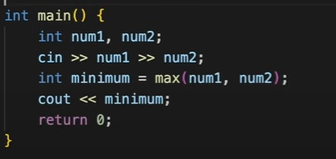 int main() {
    int num1, num2;
    cin >> num1 >> num2;
    int minimum = max(num1, num2);
    cout << minimum;
    return 0;
}